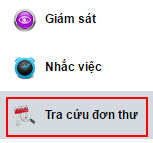 Giám sát
Nhắc việc
Tra cứu đơn thư